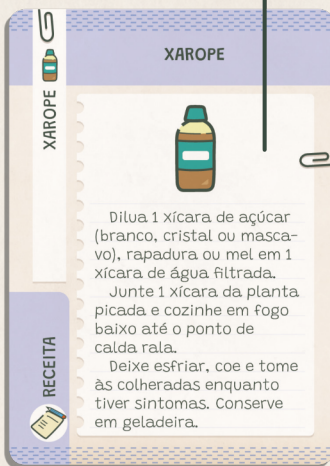 XAROPE
XAROPE
Dilua 1 xícara de açúcar
(branco, cristal ou masca-
vo), rapadura ou mel em 1
xícara de água filtrada.
Junte 1 xícara da planta
picada e cozinhe em fogo
baixo até o ponto de
calda rala.
Deixe esfriar, coe e tome
às colheradas enquanto
tiver sintomas. Conserve
em geladeira.
RECEITA